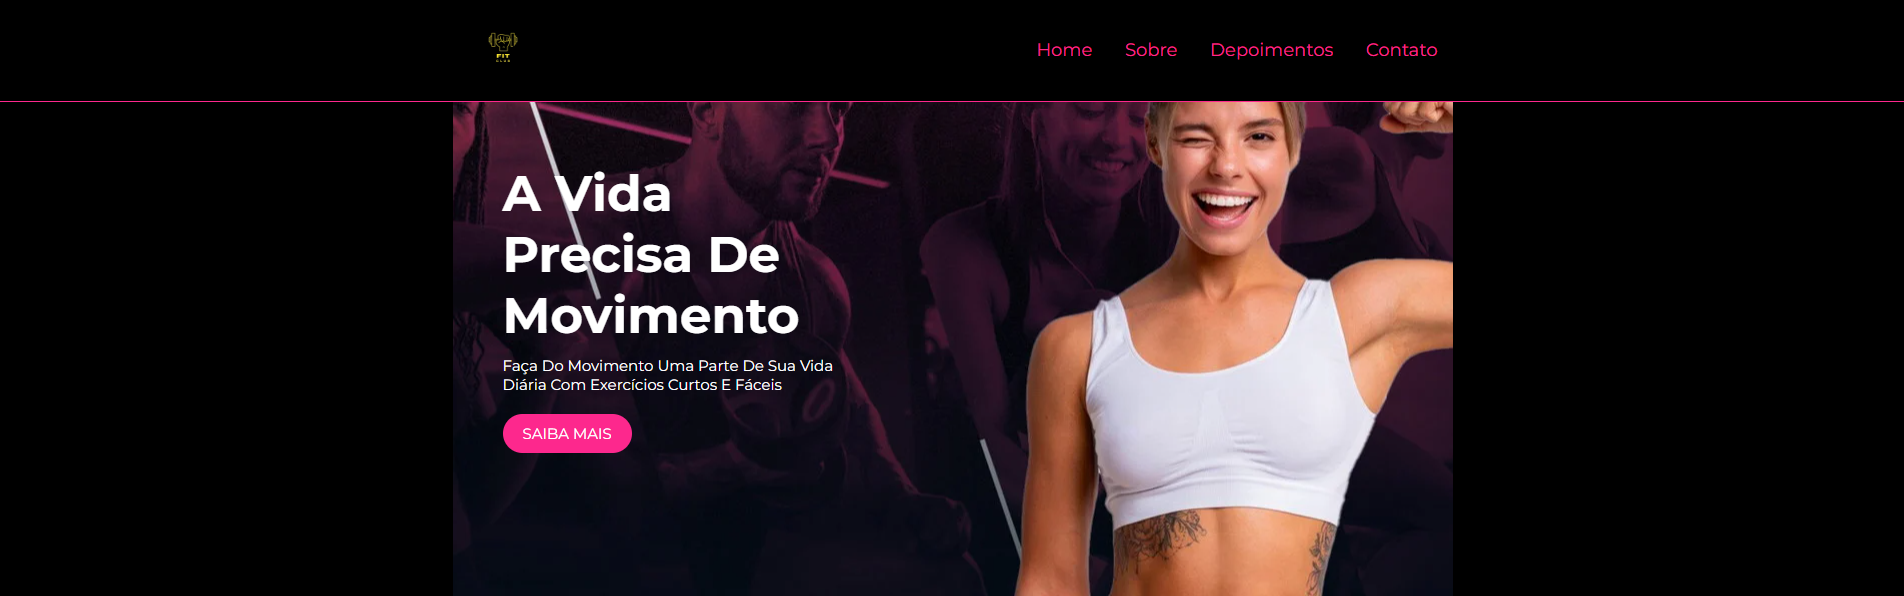 FIT
CLUB
Home Sobre Depoimentos Contato
A Vida
Precisa De
Movimento
Faça Do Movimento Uma Parte De Sua Vida
Diária Com Exercícios Curtos E Fáceis
SAIBA MAIS